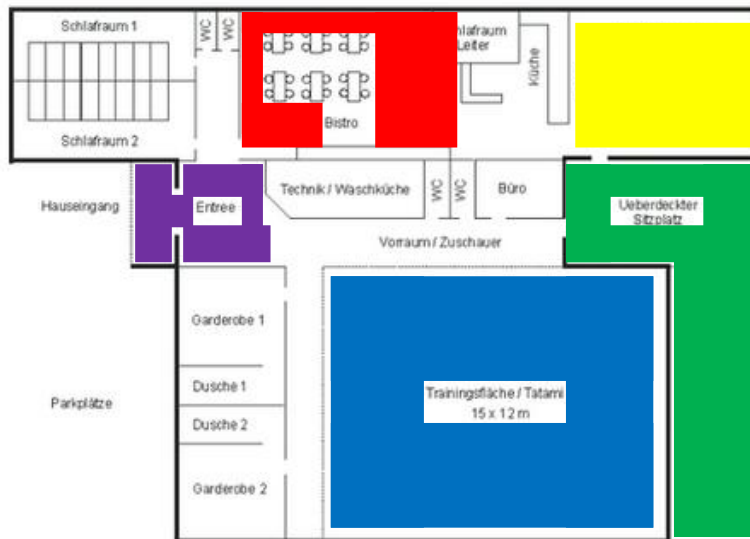 Schlafraum 1
WC
WC
Leiter
Küche
Schlafraum 2
Bistro
Hauseingang
Entree
Technik / Waschküche
WC
WC
Büro
Ueberdeckter
Sitzplatz
Vorraum / Zuschauer
Garderobe 1
Dusche 1
Dusche 2
Garderobe 2
Parkplätze
Trainingsfläche / Tatami
15 x 12 m